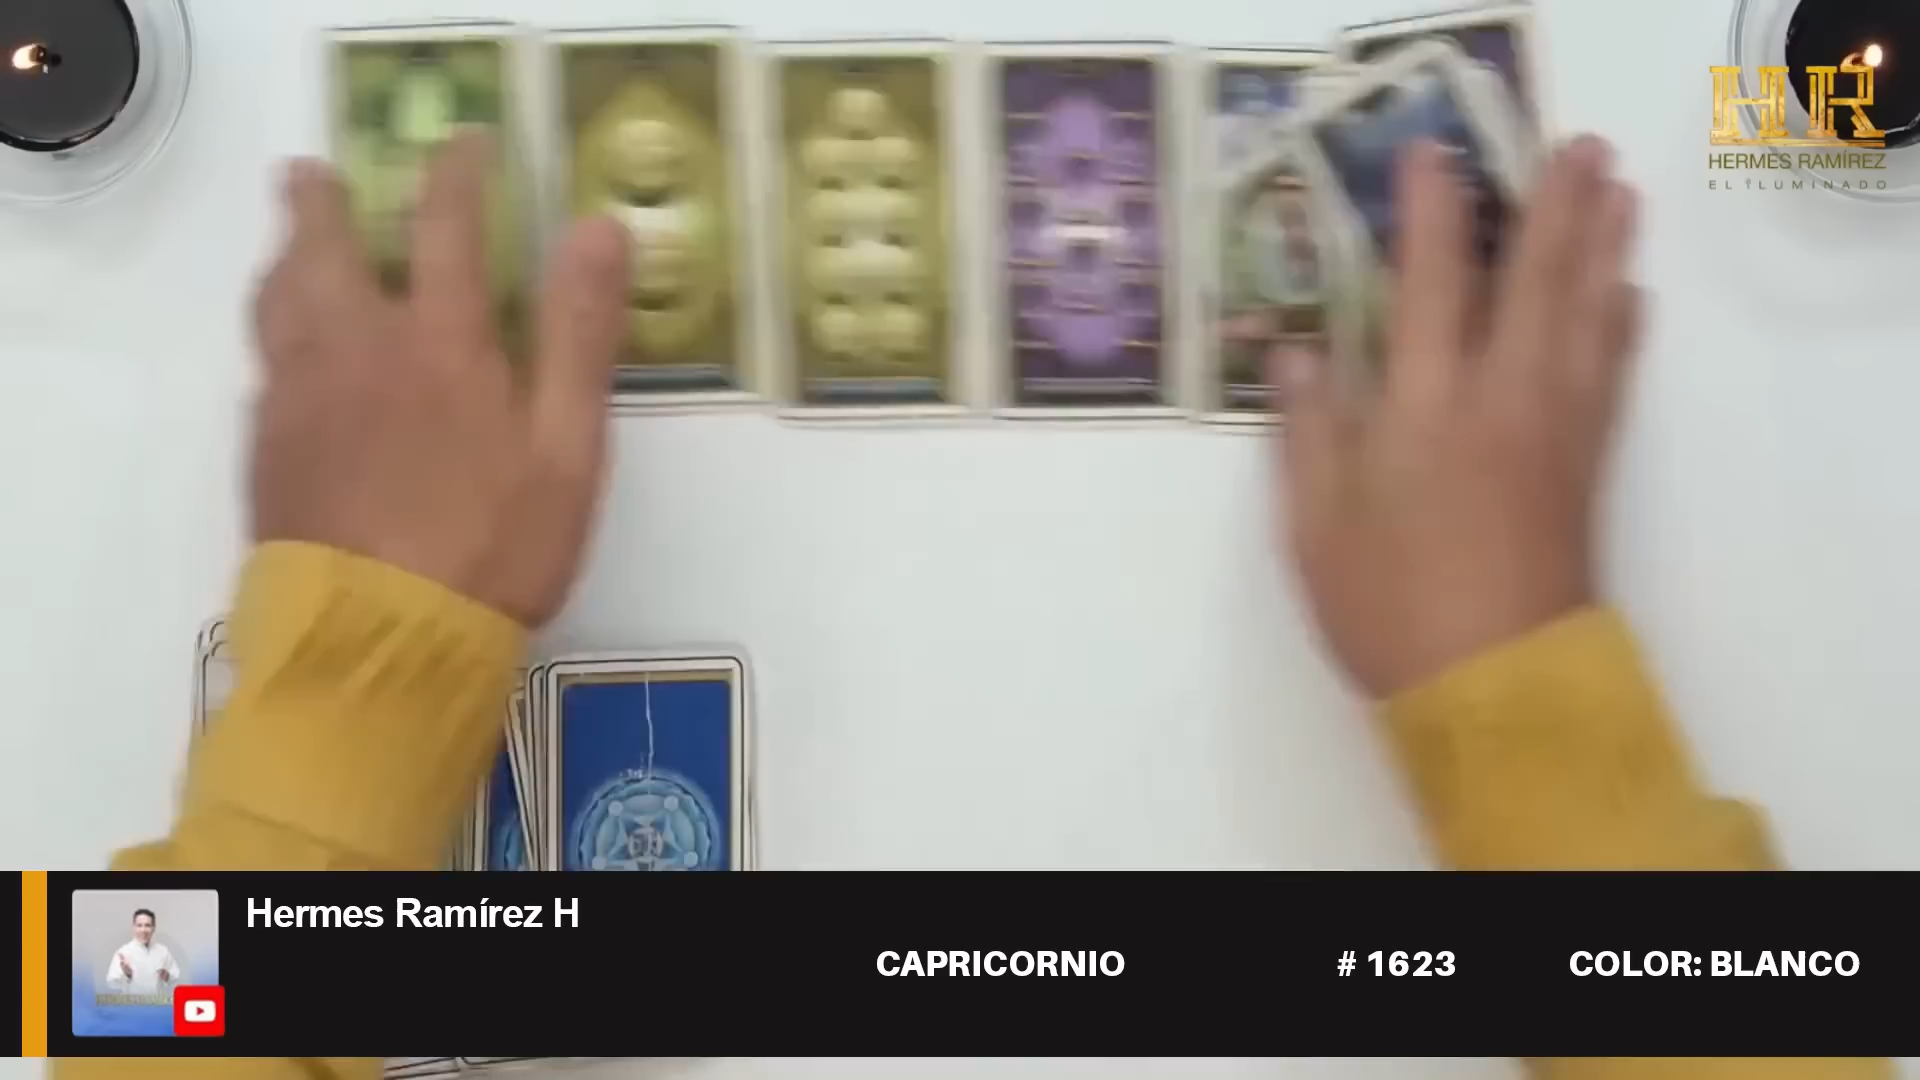 HR
HERMES RAMÍREZ
EL ILUMINADO
Hermes Ramírez H
CAPRICORNIO # 1623 COLOR: BLANCO